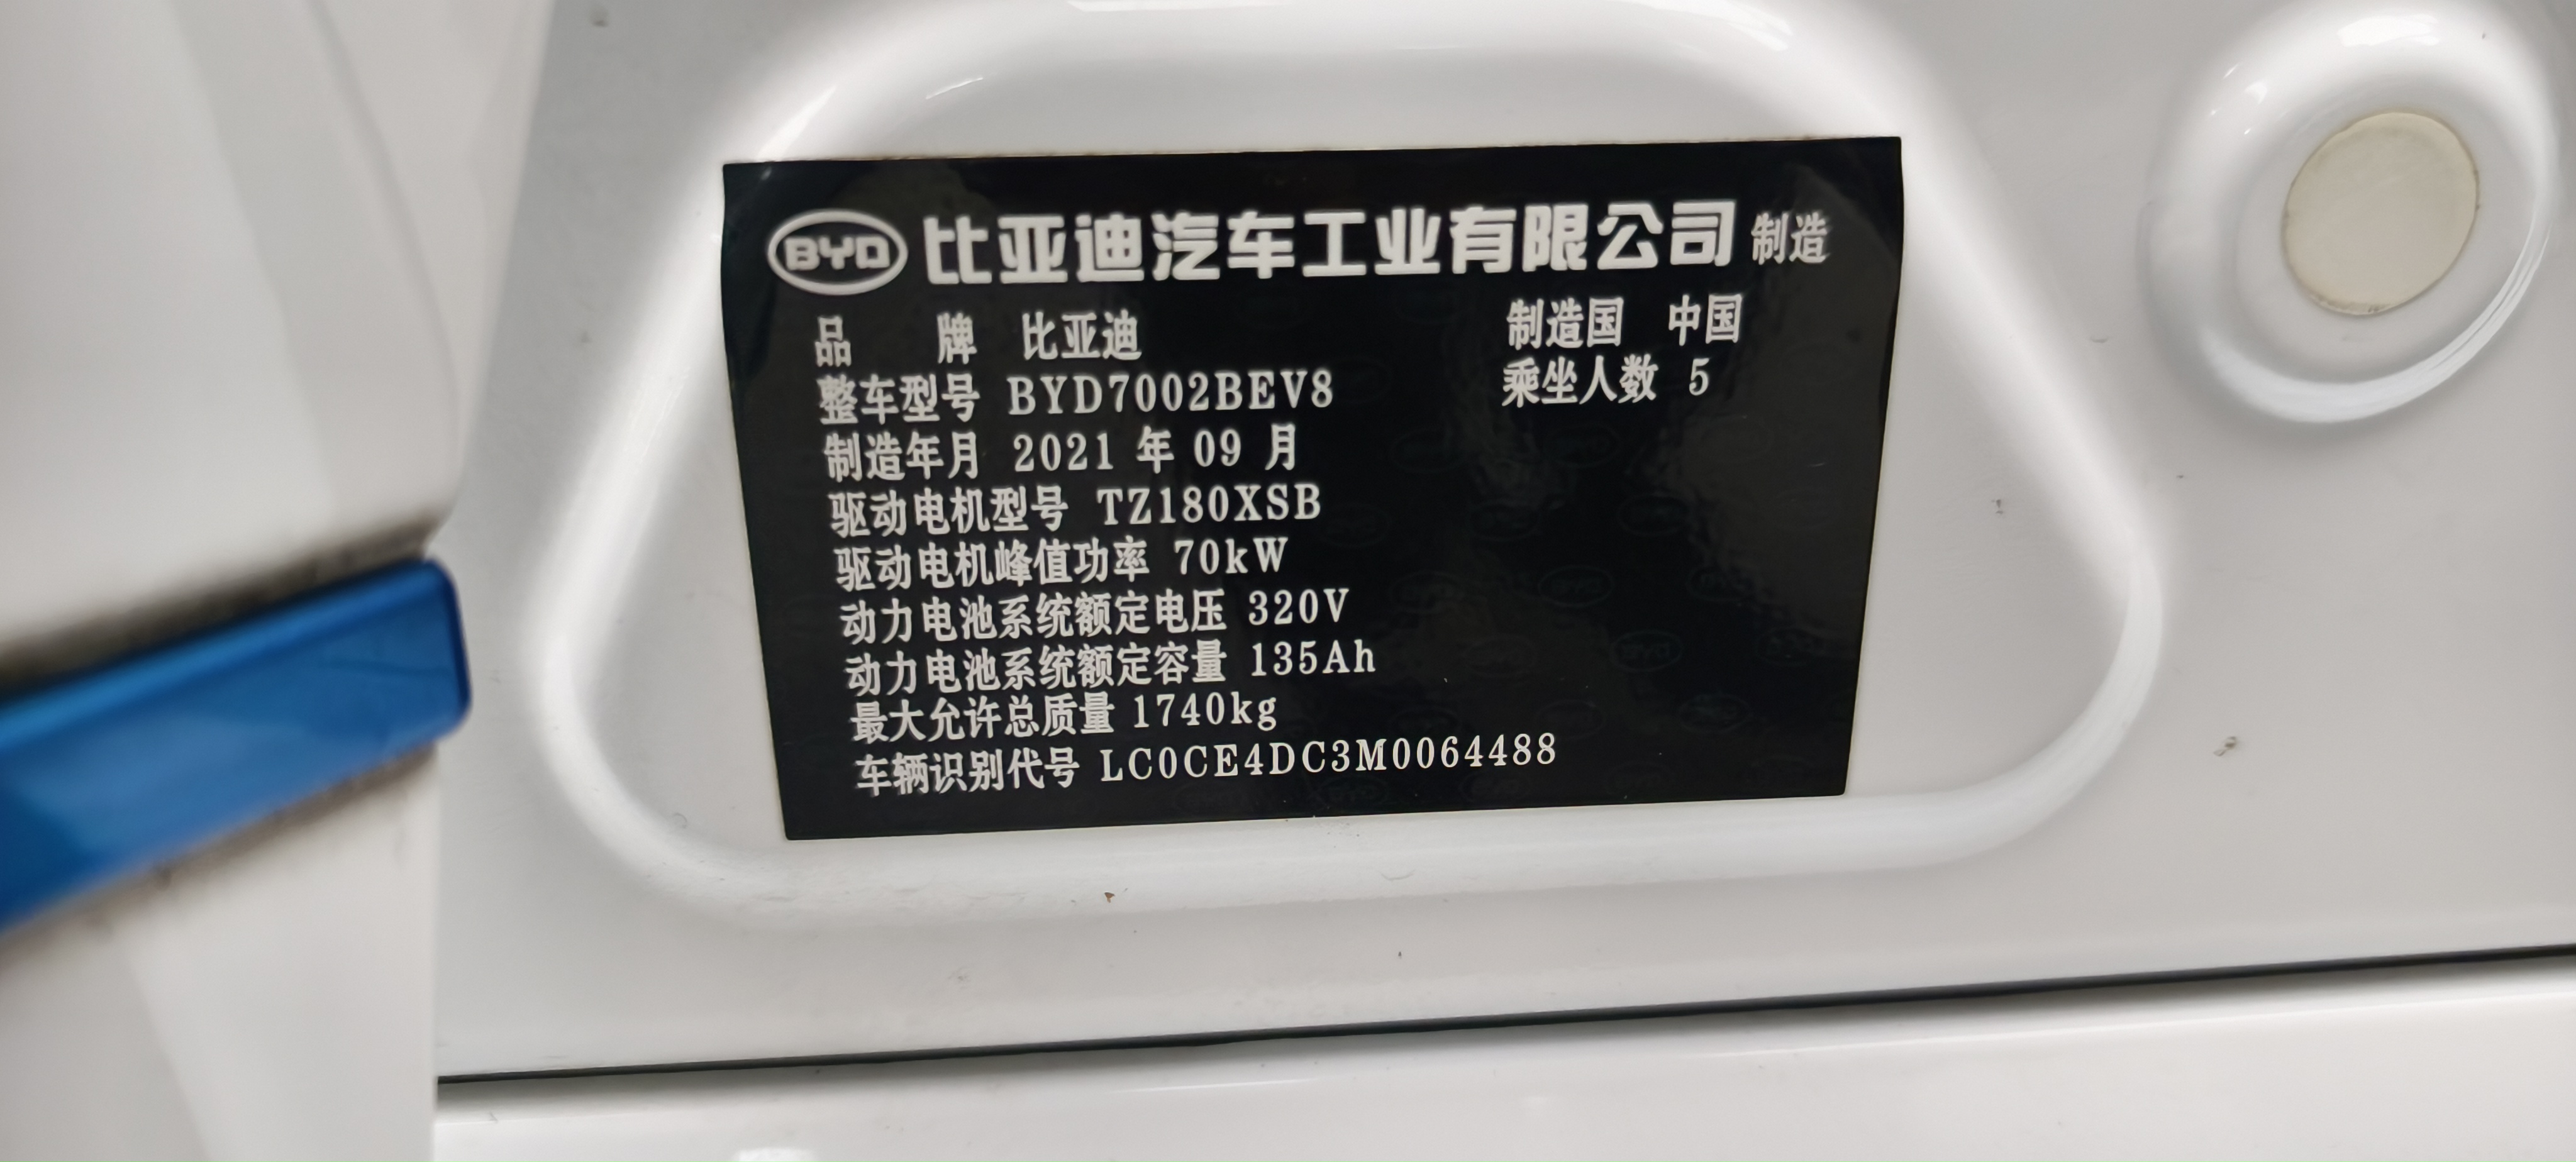 BYD 比亚迪汽车工业有限公司 制造
品 牌 比亚迪 制造国 中国
整车型号 BYD7002BEV8 乘坐人数 5
制造年月 2021 年 09 月
驱动电机型号 TZ180XSB
驱动电机峰值功率 70kW
动力电池系统额定电压 320V
动力电池系统额定容量 135Ah
最大允许总质量 1740kg
车辆识别代号 LC0CE4DC3M0064488